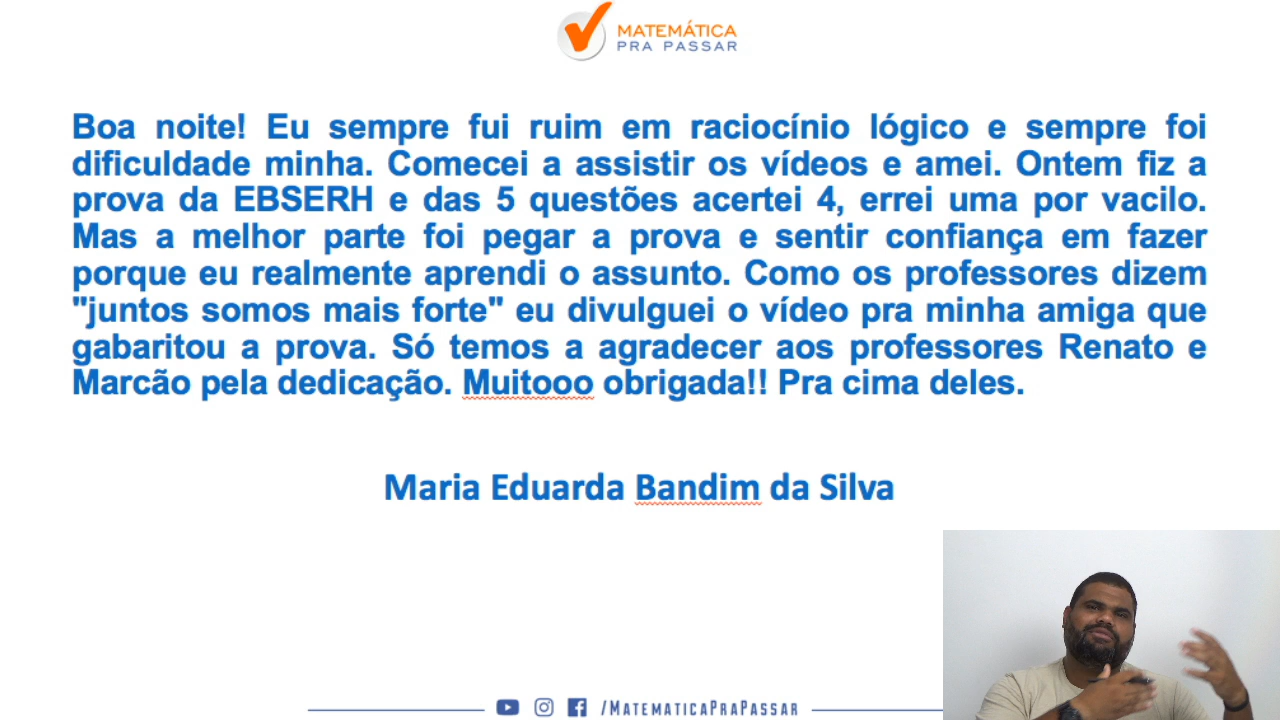 MATEMÁTICA
PRA PASSAR
Boa noite! Eu sempre fui ruim em raciocínio lógico e sempre foi
dificuldade minha. Comecei a assistir os vídeos e amei. Ontem fiz a
prova da EBSERH e das 5 questões acertei 4, errei uma por vacilo.
Mas a melhor parte foi pegar a prova e sentir confiança em fazer
porque eu realmente aprendi o assunto. Como os professores dizem
"juntos somos mais forte" eu divulguei o vídeo pra minha amiga que
gabaritou a prova. Só temos a agradecer aos professores Renato e
Marcão pela dedicação. Muitooo obrigada!! Pra cima deles.
Maria Eduarda Bandim da Silva
/MatematicaPraPassar